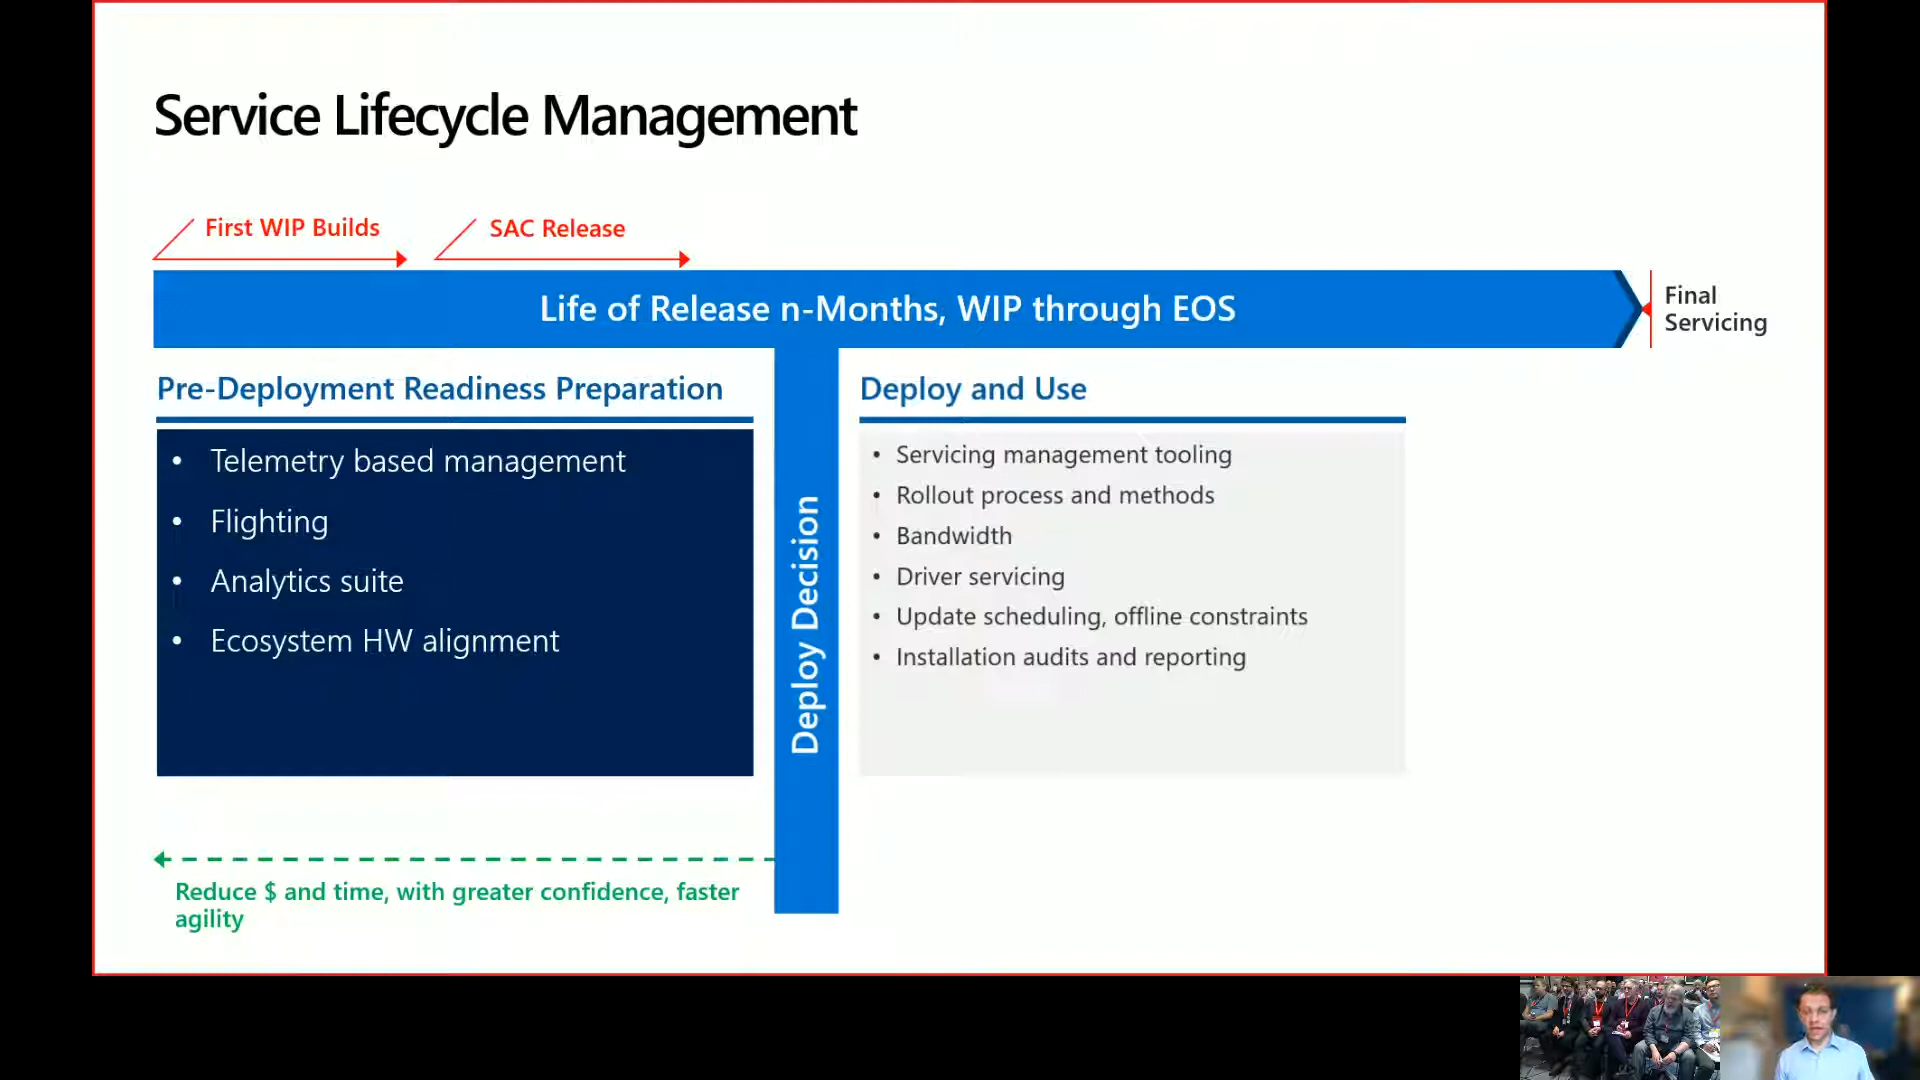 Service Lifecycle Management
First WIP Builds
SAC Release
Life of Release n-Months, WIP through EOS
Final
Servicing
Pre-Deployment Readiness Preparation
• Telemetry based management
• Flighting
• Analytics suite
• Ecosystem HW alignment
Deploy Decision
Deploy and Use
• Servicing management tooling
• Rollout process and methods
• Bandwidth
• Driver servicing
• Update scheduling, offline constraints
• Installation audits and reporting
Reduce $ and time, with greater confidence, faster
agility